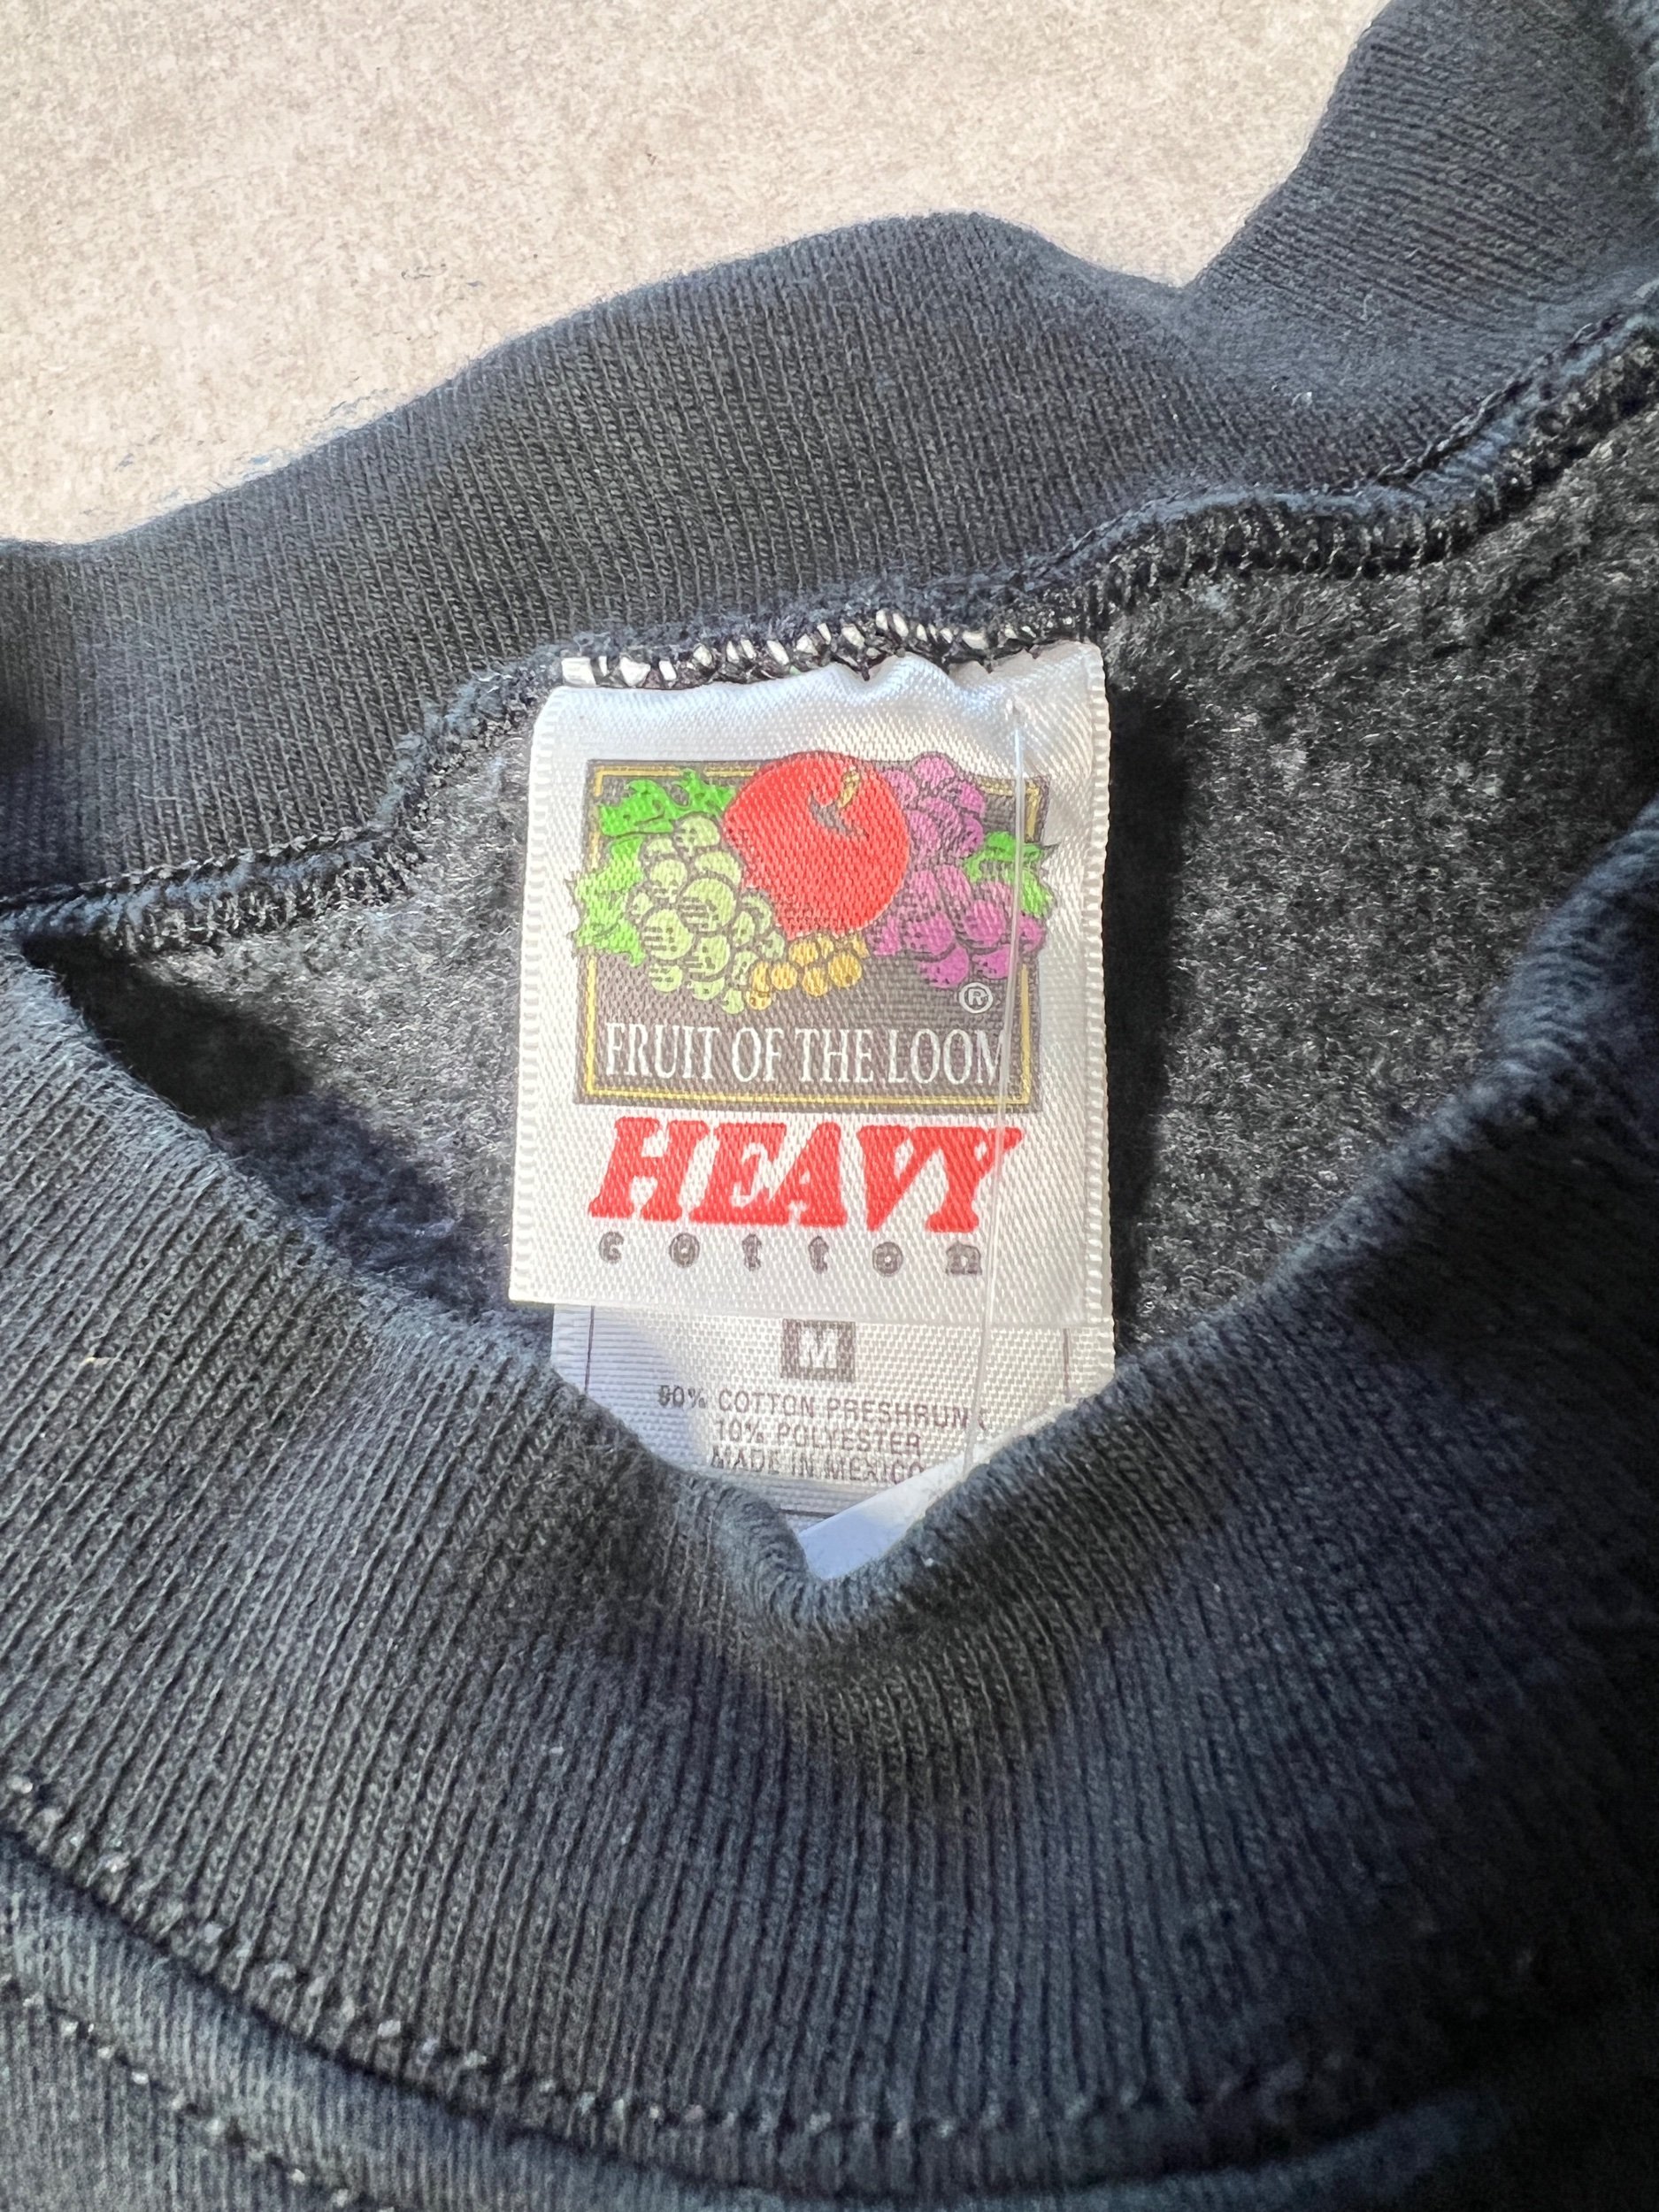 ®
FRUIT OF THE LOOM
HEAVY
cotton
M
90% COTTON PRESHRUNK
10% POLYESTER
MADE IN MEXICO